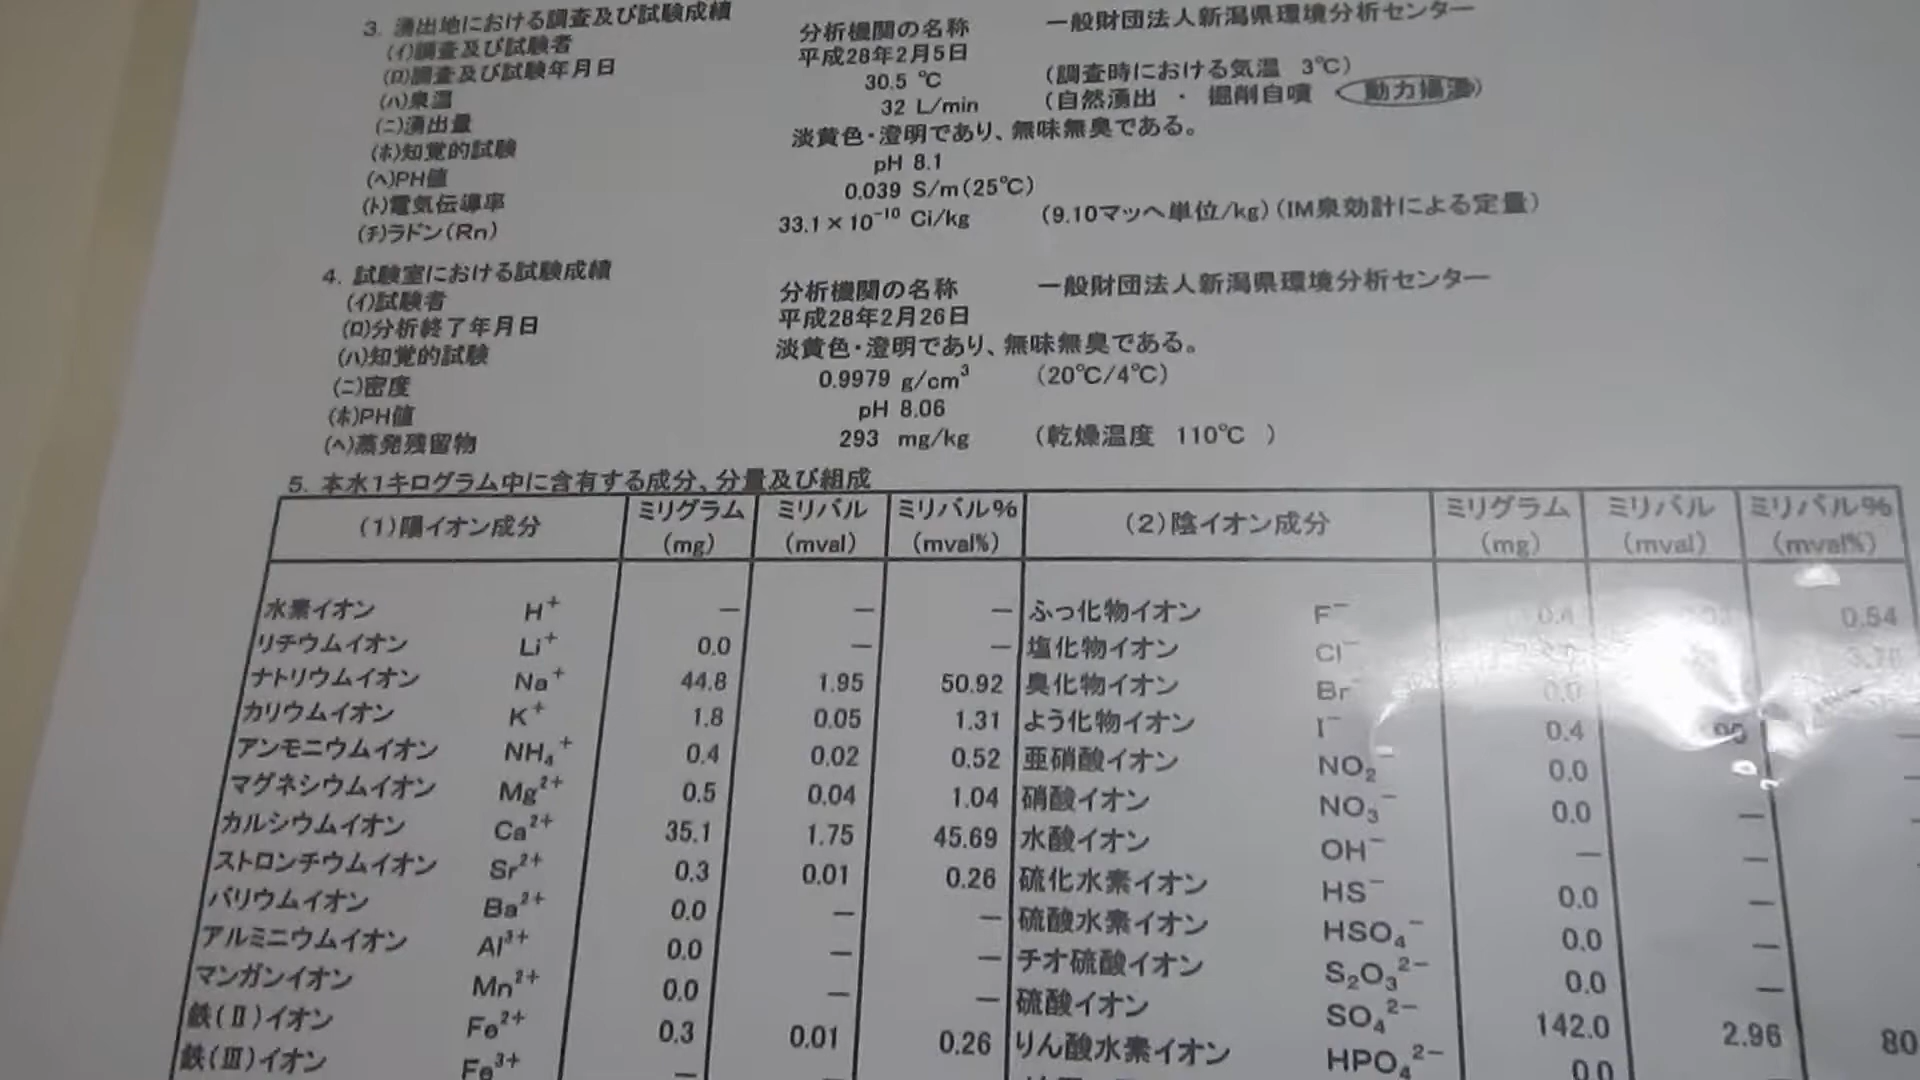 3. 湧出地における調査及び試験成績
(イ)調査及び試験者 分析機関の名称 一般財団法人新潟県環境分析センター
(ロ)調査及び試験年月日 平成28年2月5日
(ハ)泉温 30.5 ℃ (調査時における気温 3℃)
(ニ)湧出量 32 L/min (自然湧出 ・ 掘削自噴 動力揚湯)
(ホ)知覚的試験 淡黄色・澄明であり、無味無臭である。
(ヘ)PH値 pH 8.1
(ト)電気伝導率 0.039 S/m(25℃)
(チ)ラドン(Rn) 33.1×10⁻¹⁰ Ci/kg (9.10マッヘ単位/kg)(IM泉効計による定量)
4. 試験室における試験成績
(イ)試験者 分析機関の名称 一般財団法人新潟県環境分析センター
(ロ)分析終了年月日 平成28年2月26日
(ハ)知覚的試験 淡黄色・澄明であり、無味無臭である。
(ニ)密度 0.9979 g/cm³ (20℃/4℃)
(ホ)PH値 pH 8.06
(ヘ)蒸発残留物 293 mg/kg (乾燥温度 110℃ )
5. 本水1キログラム中に含有する成分、分量及び組成
(1)陽イオン成分 ミリグラム(mg) ミリバル(mval) ミリバル%(mval%) (2)陰イオン成分 ミリグラム(mg) ミリバル(mval) ミリバル%(mval%)
水素イオン H⁺ — — — ふっ化物イオン F⁻ 0.4
リチウムイオン Li⁺ 0.0 — — 塩化物イオン Cl⁻
ナトリウムイオン Na⁺ 44.8 1.95 50.92 臭化物イオン Br⁻ 0.0
カリウムイオン K⁺ 1.8 0.05 1.31 よう化物イオン I⁻ 0.4 —
アンモニウムイオン NH₄⁺ 0.4 0.02 0.52 亜硝酸イオン NO₂⁻ 0.0 —
マグネシウムイオン Mg²⁺ 0.5 0.04 1.04 硝酸イオン NO₃⁻ 0.0 — —
カルシウムイオン Ca²⁺ 35.1 1.75 45.69 水酸イオン OH⁻ — —
ストロンチウムイオン Sr²⁺ 0.3 0.01 0.26 硫化水素イオン HS⁻ 0.0 —
バリウムイオン Ba²⁺ 0.0 — — 硫酸水素イオン HSO₄⁻ 0.0 —
アルミニウムイオン Al³⁺ 0.0 — — チオ硫酸イオン S₂O₃²⁻ 0.0 —
マンガンイオン Mn²⁺ 0.0 — — 硫酸イオン SO₄²⁻ 142.0 2.96 80
鉄(Ⅱ)イオン Fe²⁺ 0.3 0.01 0.26 りん酸水素イオン HPO₄²⁻ 0.0
鉄(Ⅲ)イオン Fe³⁺ —